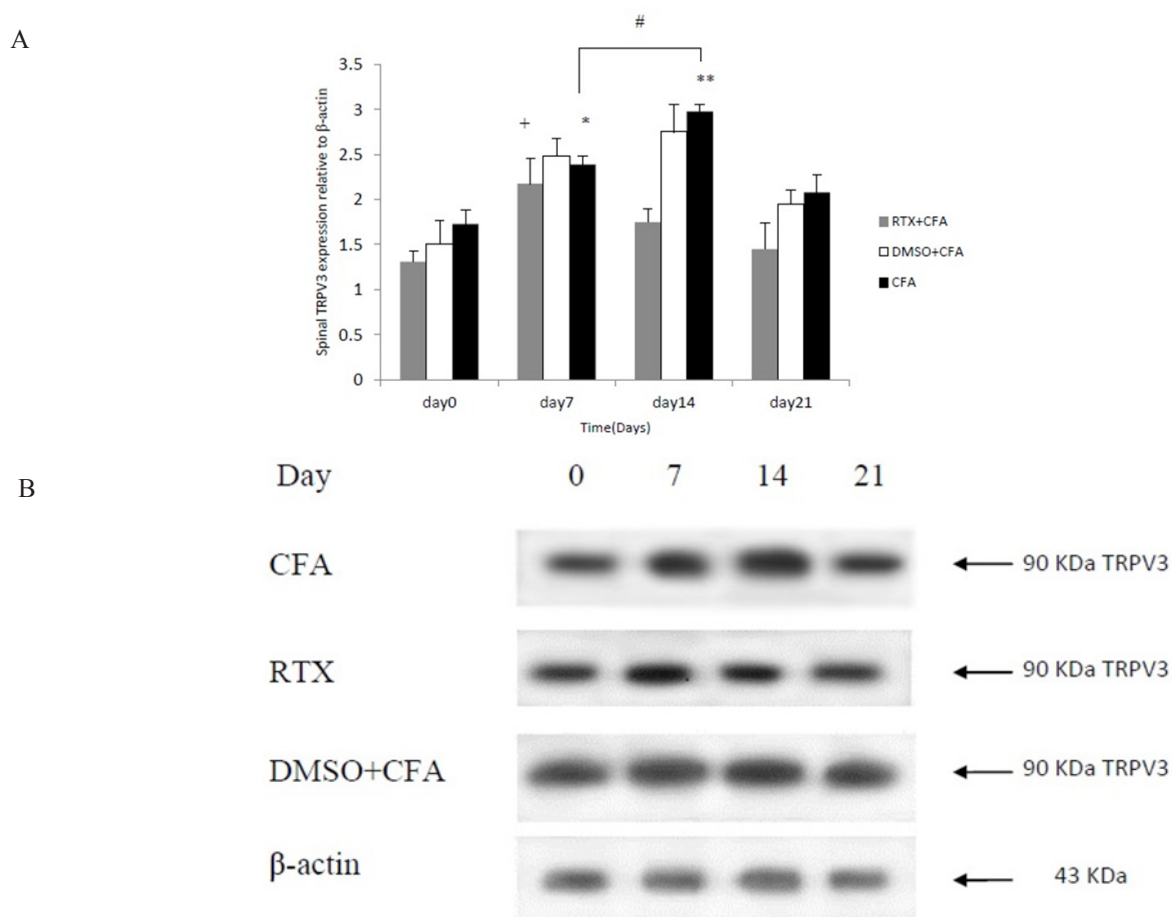 A
#
**
+
*
3.5
3
2.5
2
1.5
1
0.5
0
Spinal TRPV3 expression relative to β-actin
day0 day7 day14 day21
Time(Days)
RTX+CFA
DMSO+CFA
CFA
B
Day 0 7 14 21
CFA 90 KDa TRPV3
RTX 90 KDa TRPV3
DMSO+CFA 90 KDa TRPV3
β-actin 43 KDa